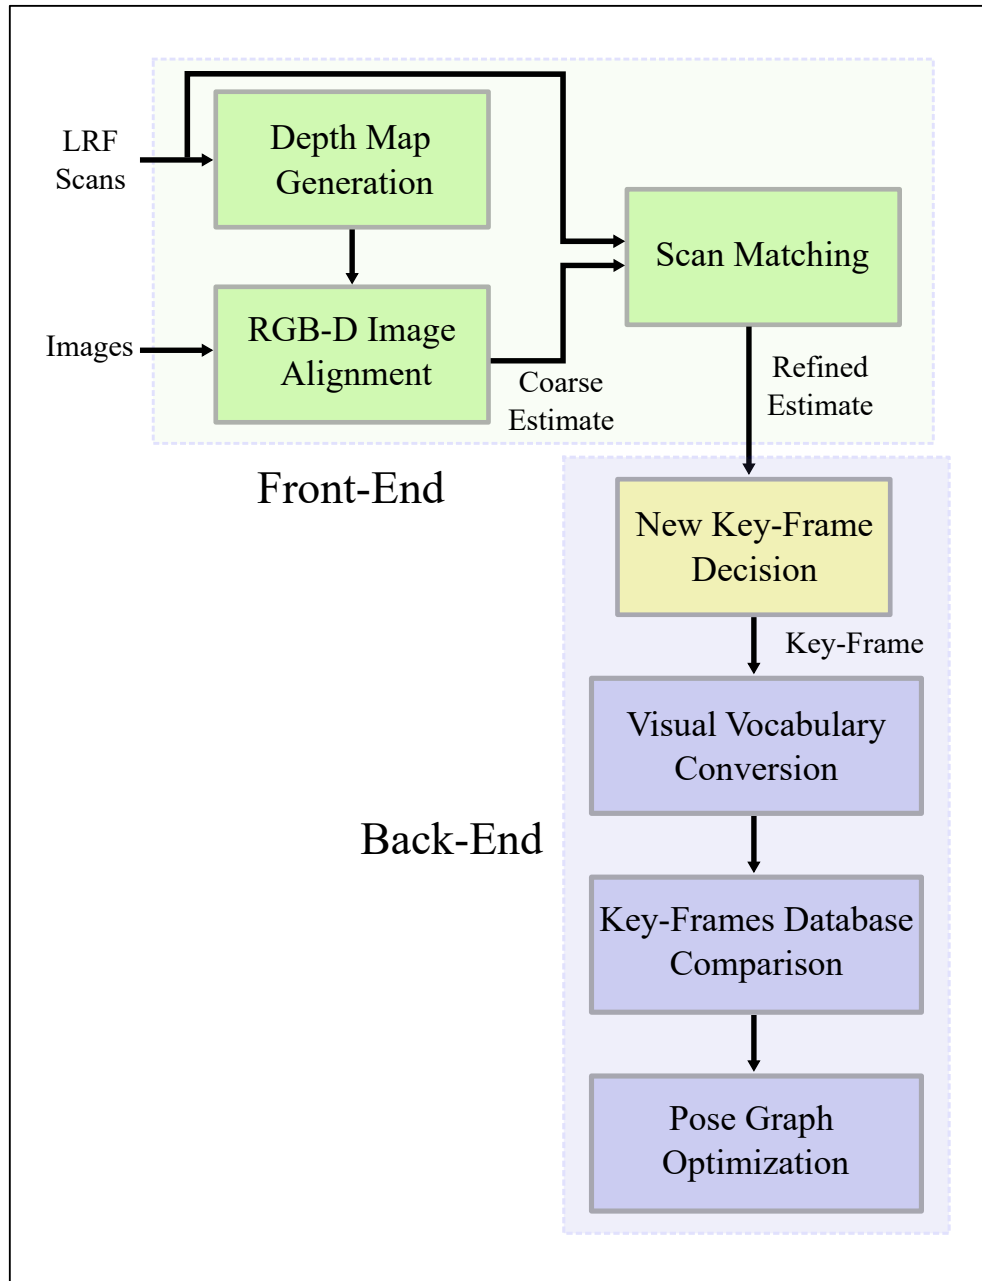 LRF
Scans
Depth Map
Generation
Scan Matching
Images
RGB-D Image
Alignment
Coarse
Estimate
Refined
Estimate
Front-End
New Key-Frame
Decision
Key-Frame
Visual Vocabulary
Conversion
Back-End
Key-Frames Database
Comparison
Pose Graph
Optimization